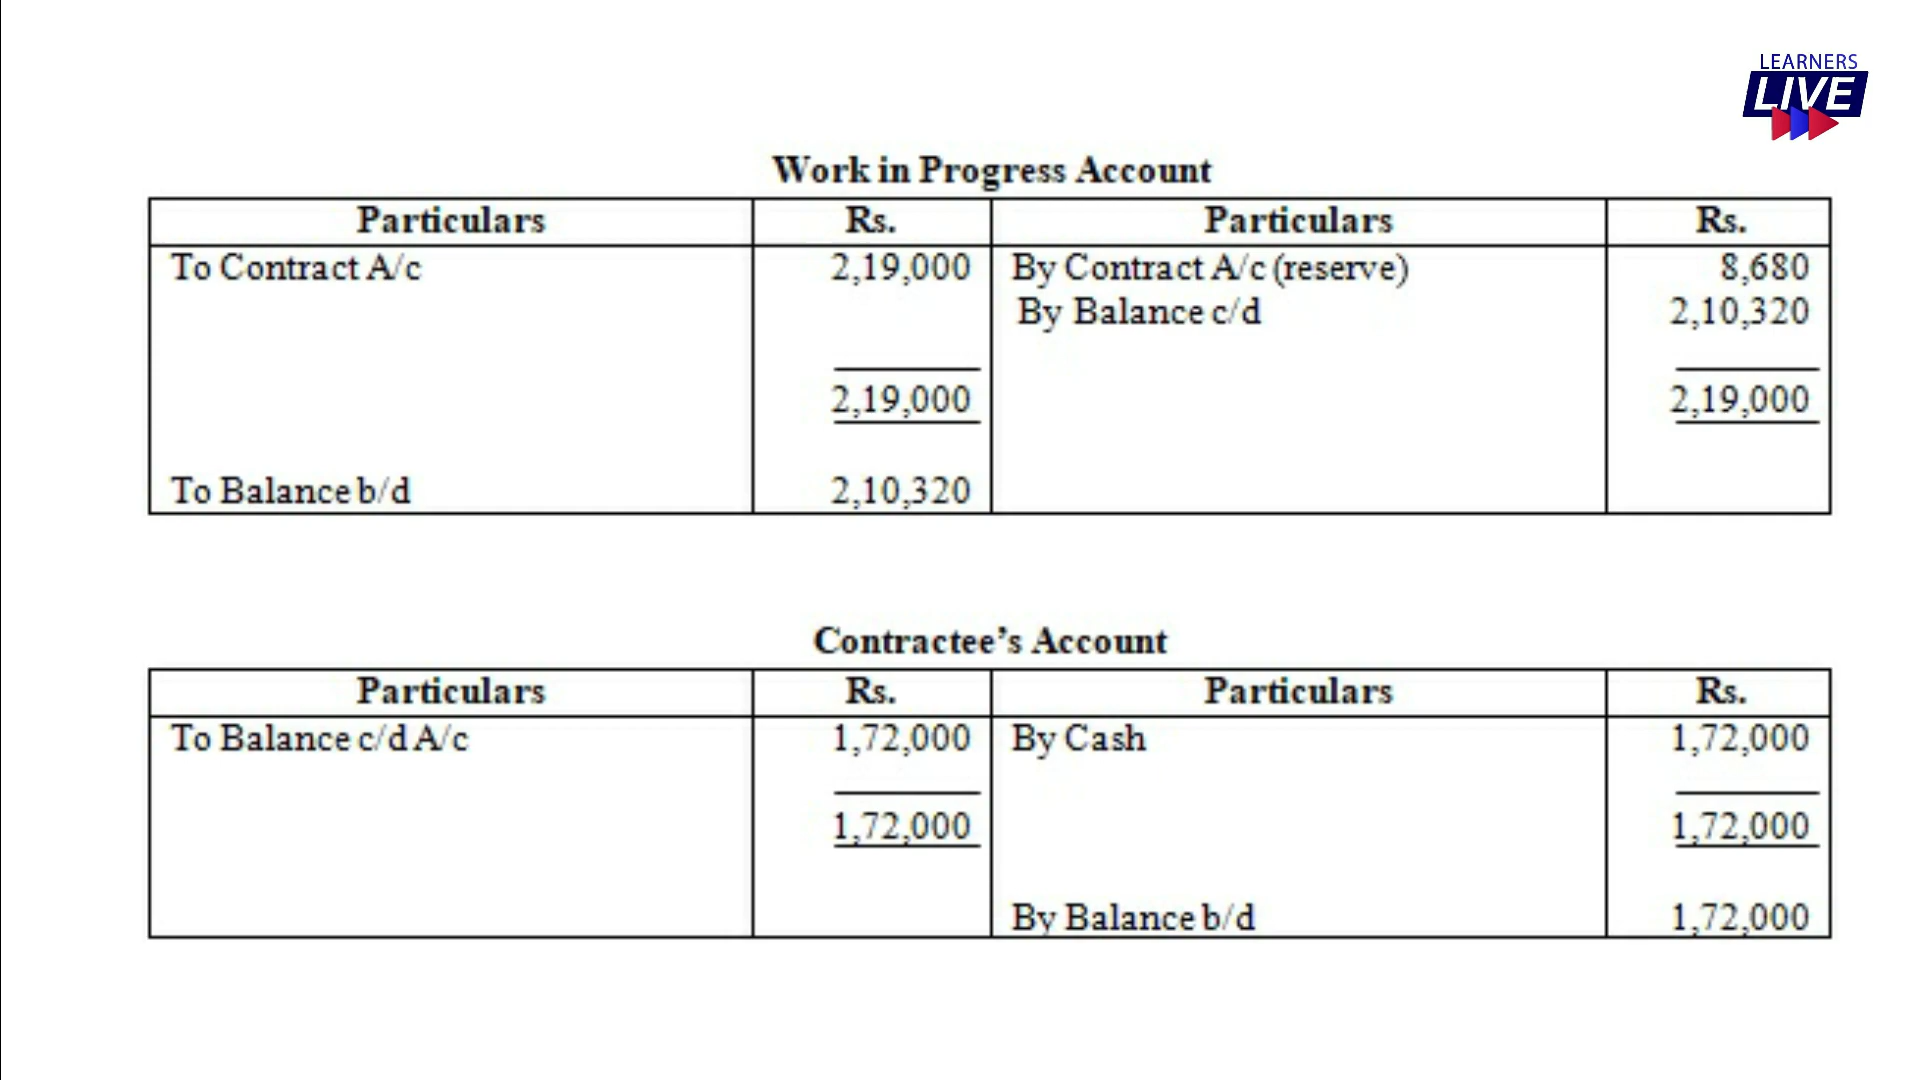 LEARNERS
LIVE
Work in Progress Account
Particulars Rs. Particulars Rs.
To Contract A/c 2,19,000 By Contract A/c (reserve) 8,680
By Balance c/d 2,10,320
2,19,000 2,19,000
To Balance b/d 2,10,320
Contractee’s Account
Particulars Rs. Particulars Rs.
To Balance c/d A/c 1,72,000 By Cash 1,72,000
1,72,000 1,72,000
By Balance b/d 1,72,000